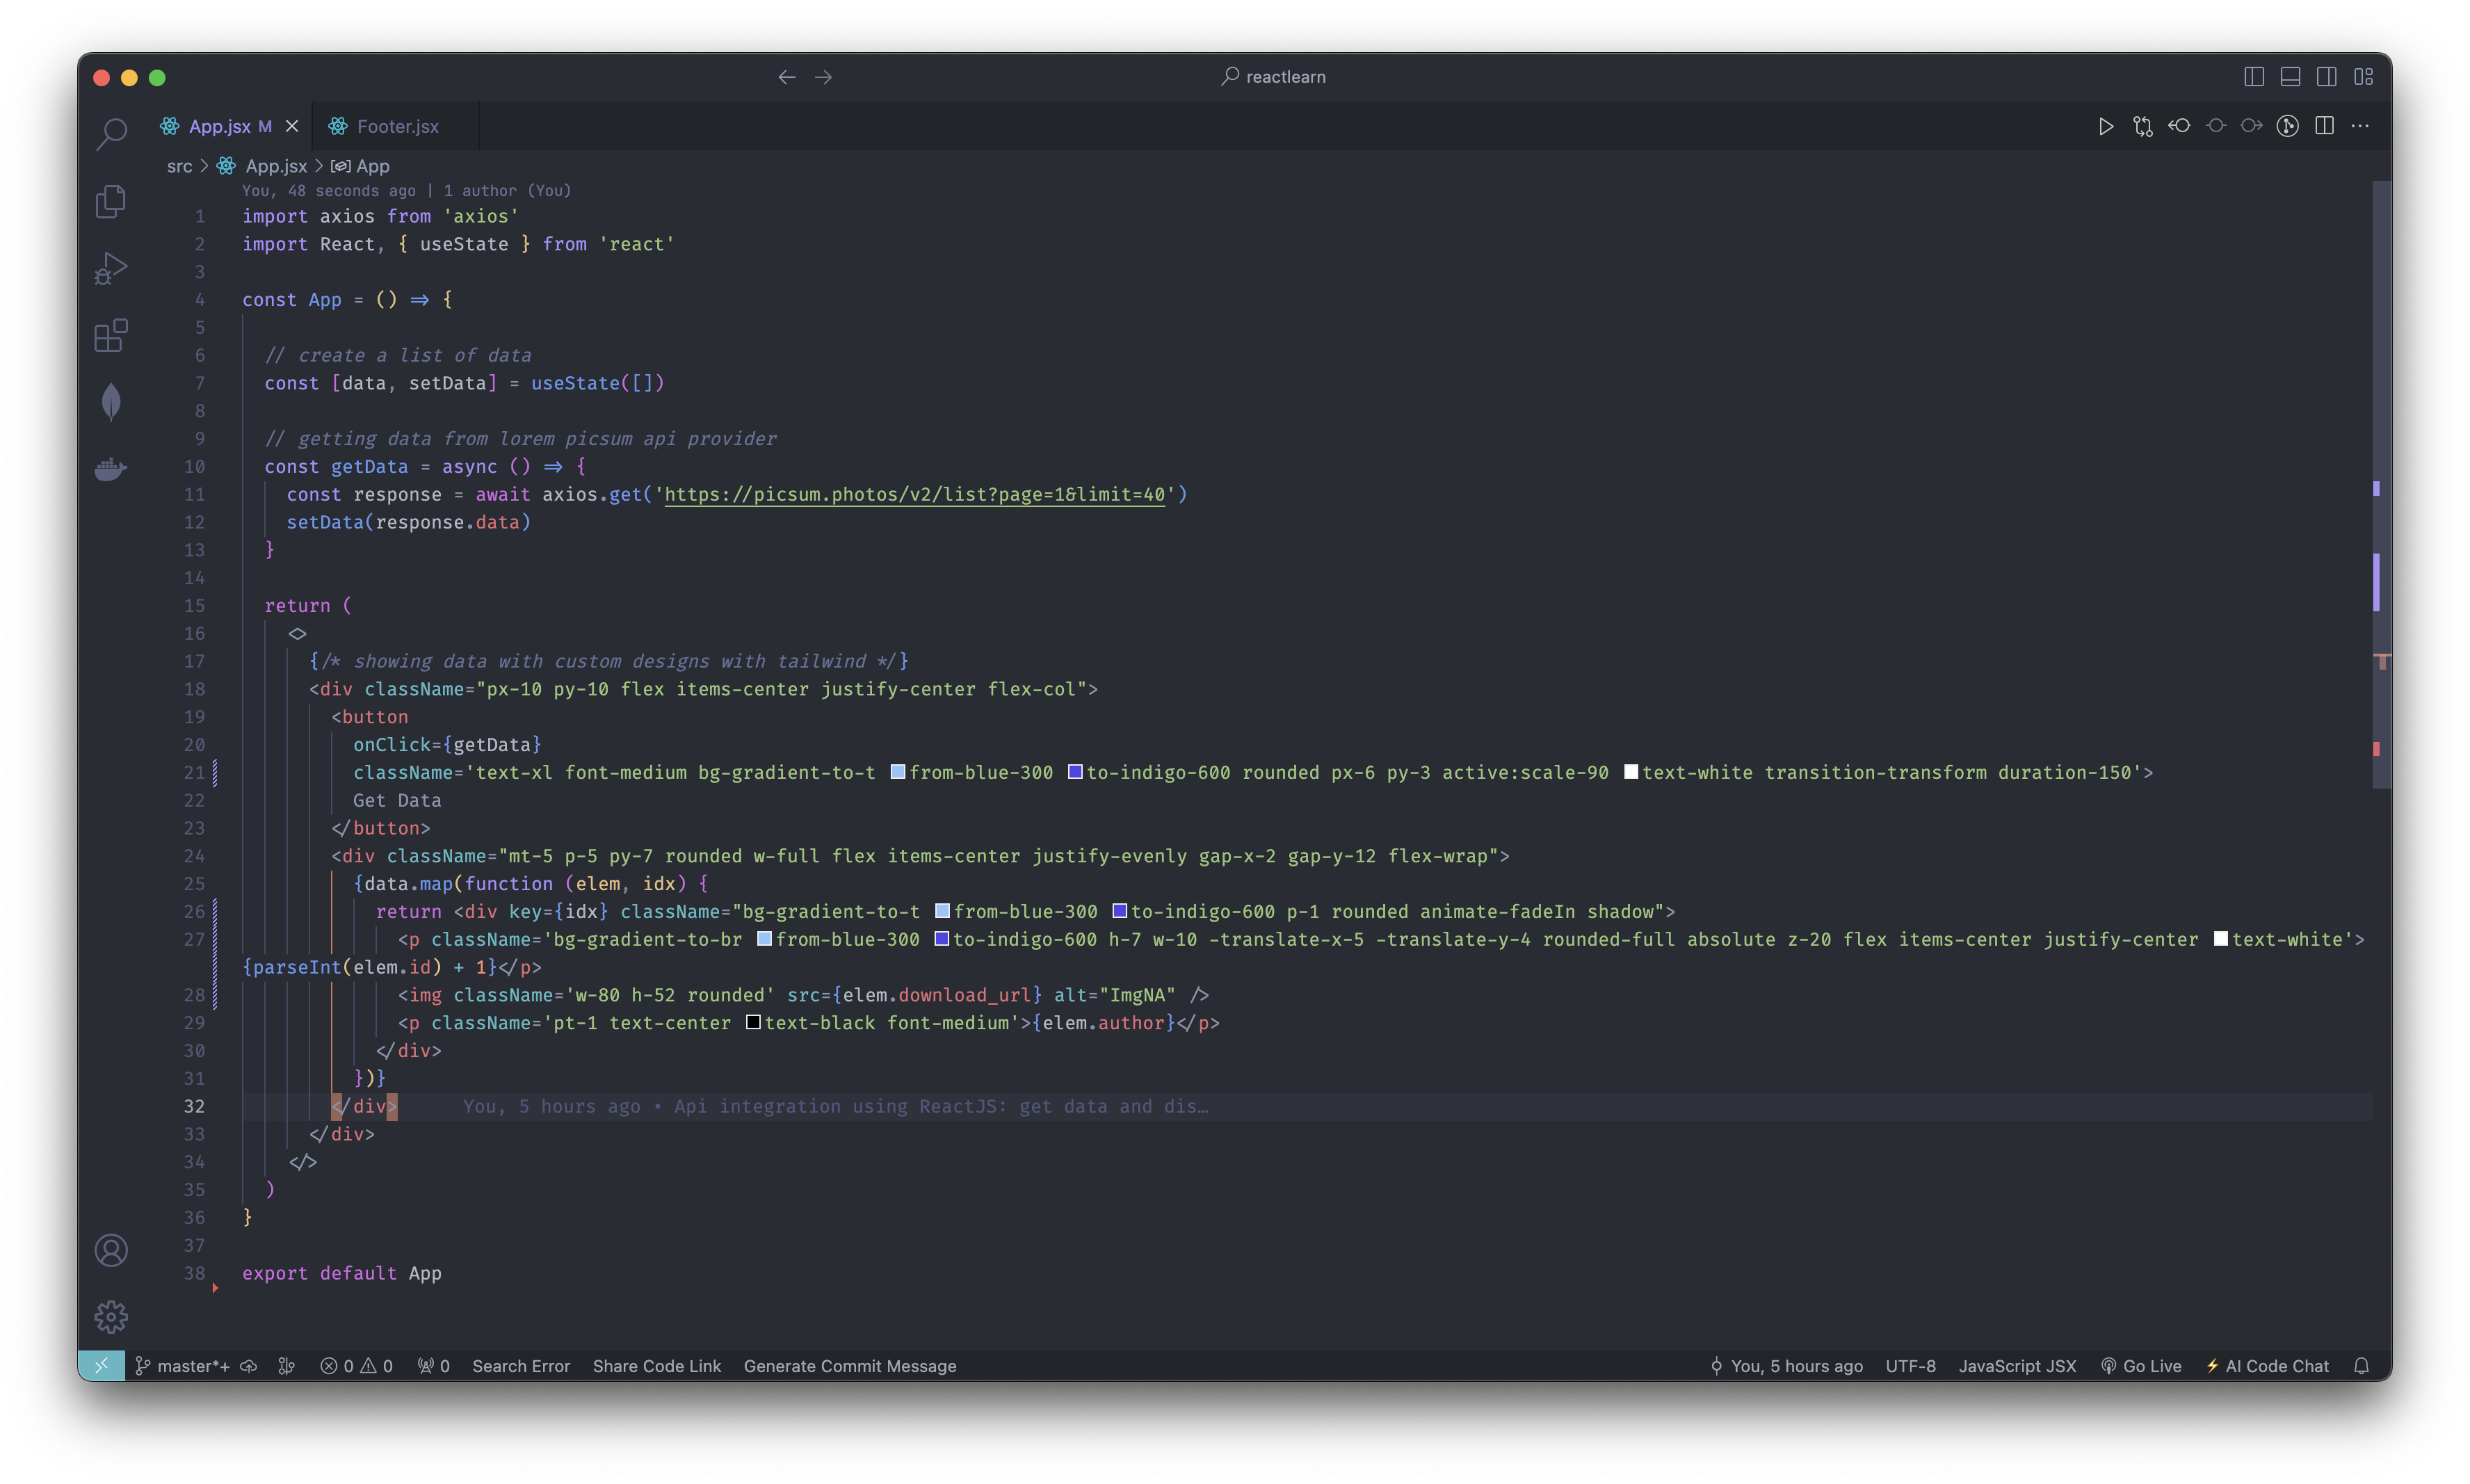 reactlearn
App.jsx M
Footer.jsx
src > App.jsx > App
You, 48 seconds ago | 1 author (You)
1 import axios from 'axios'
2 import React, { useState } from 'react'
3
4 const App = () => {
5
6 // create a list of data
7 const [data, setData] = useState([])
8
9 // getting data from lorem picsum api provider
10 const getData = async () => {
11 const response = await axios.get('https://picsum.photos/v2/list?page=1&limit=40')
12 setData(response.data)
13 }
14
15 return (
16 <>
17 {/* showing data with custom designs with tailwind */}
18 <div className="px-10 py-10 flex items-center justify-center flex-col">
19 <button
20 onClick={getData}
21 className='text-xl font-medium bg-gradient-to-t from-blue-300 to-indigo-600 rounded px-6 py-3 active:scale-90 text-white transition-transform duration-150'>
22 Get Data
23 </button>
24 <div className="mt-5 p-5 py-7 rounded w-full flex items-center justify-evenly gap-x-2 gap-y-12 flex-wrap">
25 {data.map(function (elem, idx) {
26 return <div key={idx} className="bg-gradient-to-t from-blue-300 to-indigo-600 p-1 rounded animate-fadeIn shadow">
27 <p className='bg-gradient-to-br from-blue-300 to-indigo-600 h-7 w-10 -translate-x-5 -translate-y-4 rounded-full absolute z-20 flex items-center justify-center text-white'>
{parseInt(elem.id) + 1}</p>
28 <img className='w-80 h-52 rounded' src={elem.download_url} alt="ImgNA" />
29 <p className='pt-1 text-center text-black font-medium'>{elem.author}</p>
30 </div>
31 })}
32 </div> You, 5 hours ago • Api integration using ReactJS: get data and dis…
33 </div>
34 </>
35 )
36 }
37
38 export default App
master*+ 0 0 0 Search Error Share Code Link Generate Commit Message You, 5 hours ago UTF-8 JavaScript JSX Go Live AI Code Chat